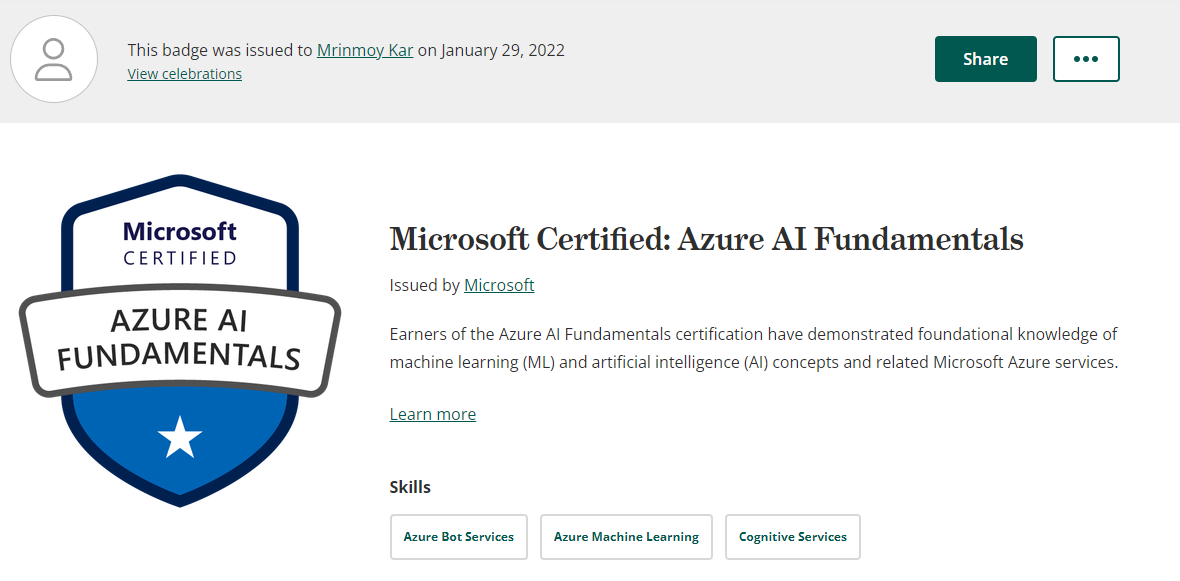 This badge was issued to Mrinmoy Kar on January 29, 2022
View celebrations
Share
Microsoft
CERTIFIED
AZURE AI
FUNDAMENTALS
Microsoft Certified: Azure AI Fundamentals
Issued by Microsoft
Earners of the Azure AI Fundamentals certification have demonstrated foundational knowledge of
machine learning (ML) and artificial intelligence (AI) concepts and related Microsoft Azure services.
Learn more
Skills
Azure Bot Services
Azure Machine Learning
Cognitive Services